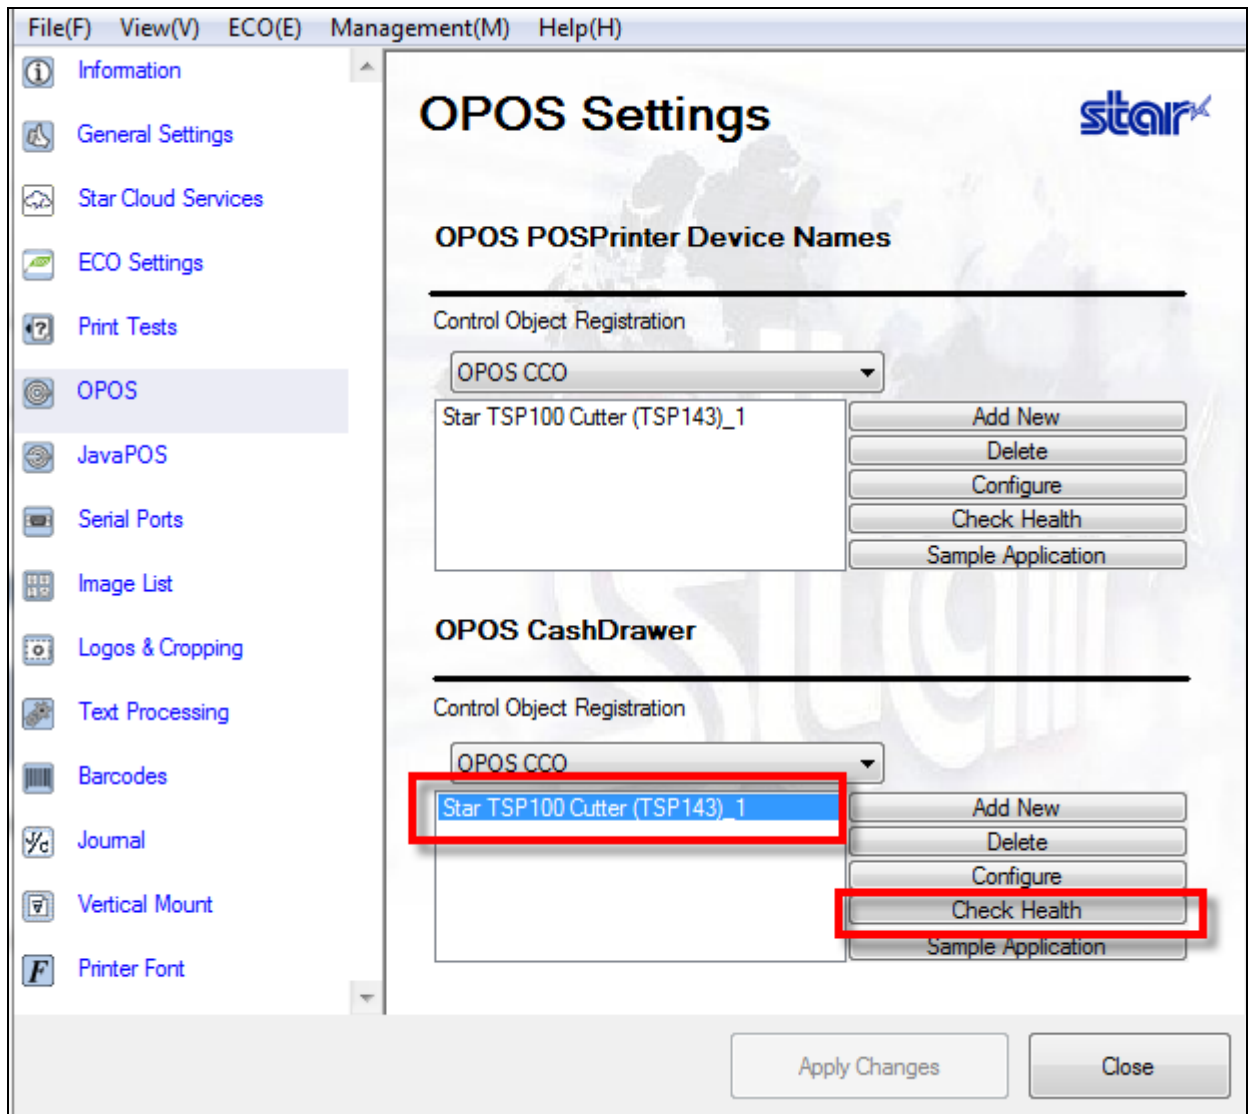 File(F) View(V) ECO(E) Management(M) Help(H)
Information
General Settings
Star Cloud Services
ECO Settings
Print Tests
OPOS
JavaPOS
Serial Ports
Image List
Logos & Cropping
Text Processing
Barcodes
Journal
Vertical Mount
Printer Font
OPOS Settings
star
OPOS POSPrinter Device Names
Control Object Registration
OPOS CCO
Star TSP100 Cutter (TSP143)_1
Add New
Delete
Configure
Check Health
Sample Application
OPOS CashDrawer
Control Object Registration
OPOS CCO
Star TSP100 Cutter (TSP143)_1
Add New
Delete
Configure
Check Health
Sample Application
Apply Changes
Close